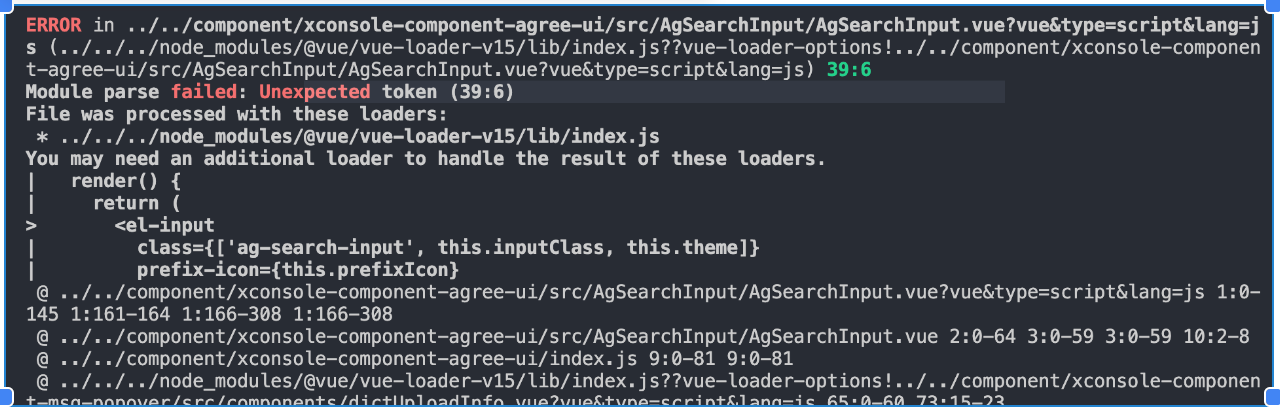 ERROR in ../../component/xconsole-component-agree-ui/src/AgSearchInput/AgSearchInput.vue?vue&type=script&lang=j
s (../../../node_modules/@vue/vue-loader-v15/lib/index.js??vue-loader-options!../../component/xconsole-componen
t-agree-ui/src/AgSearchInput/AgSearchInput.vue?vue&type=script&lang=js) 39:6
Module parse failed: Unexpected token (39:6)
File was processed with these loaders:
 * ../../../node_modules/@vue/vue-loader-v15/lib/index.js
You may need an additional loader to handle the result of these loaders.
|   render() {
|     return (
>       <el-input
|         class={['ag-search-input', this.inputClass, this.theme]}
|         prefix-icon={this.prefixIcon}
 @ ../../component/xconsole-component-agree-ui/src/AgSearchInput/AgSearchInput.vue?vue&type=script&lang=js 1:0-
145 1:161-164 1:166-308 1:166-308
 @ ../../component/xconsole-component-agree-ui/src/AgSearchInput/AgSearchInput.vue 2:0-64 3:0-59 3:0-59 10:2-8
 @ ../../component/xconsole-component-agree-ui/index.js 9:0-81 9:0-81
 @ ../../../node_modules/@vue/vue-loader-v15/lib/index.js??vue-loader-options!../../component/xconsole-componen
t-msg-popover/src/components/dictUploadInfo.vue?vue&type=script&lang=js 65:0-60 73:15-23